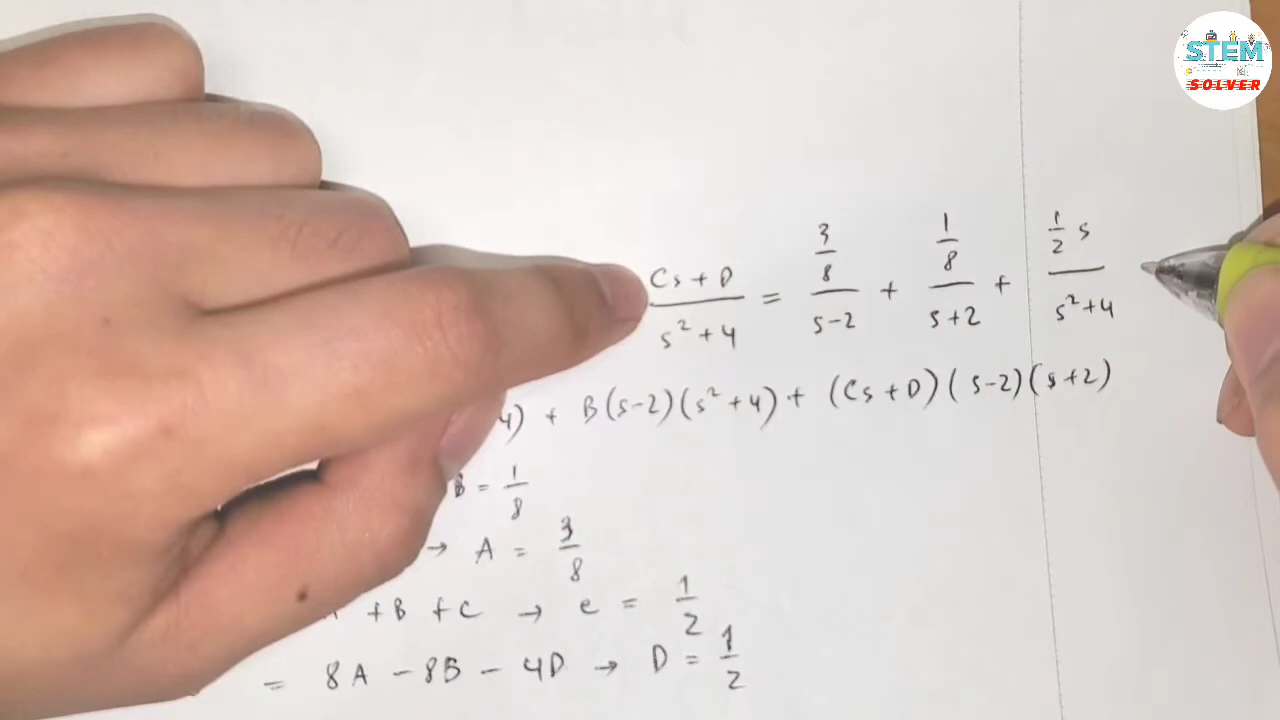 STEM
SOLVER
(Cs + D)/(s² + 4) = (3/8)/(s-2) + (1/8)/(s+2) + (1/2 s)/(s²+4)
4) + B(s-2)(s²+4) + (Cs + D)(s-2)(s+2)
B = 1/8
→ A = 3/8
+ B + C → c = 1/2
= 8A - 8B - 4D → D = 1/2